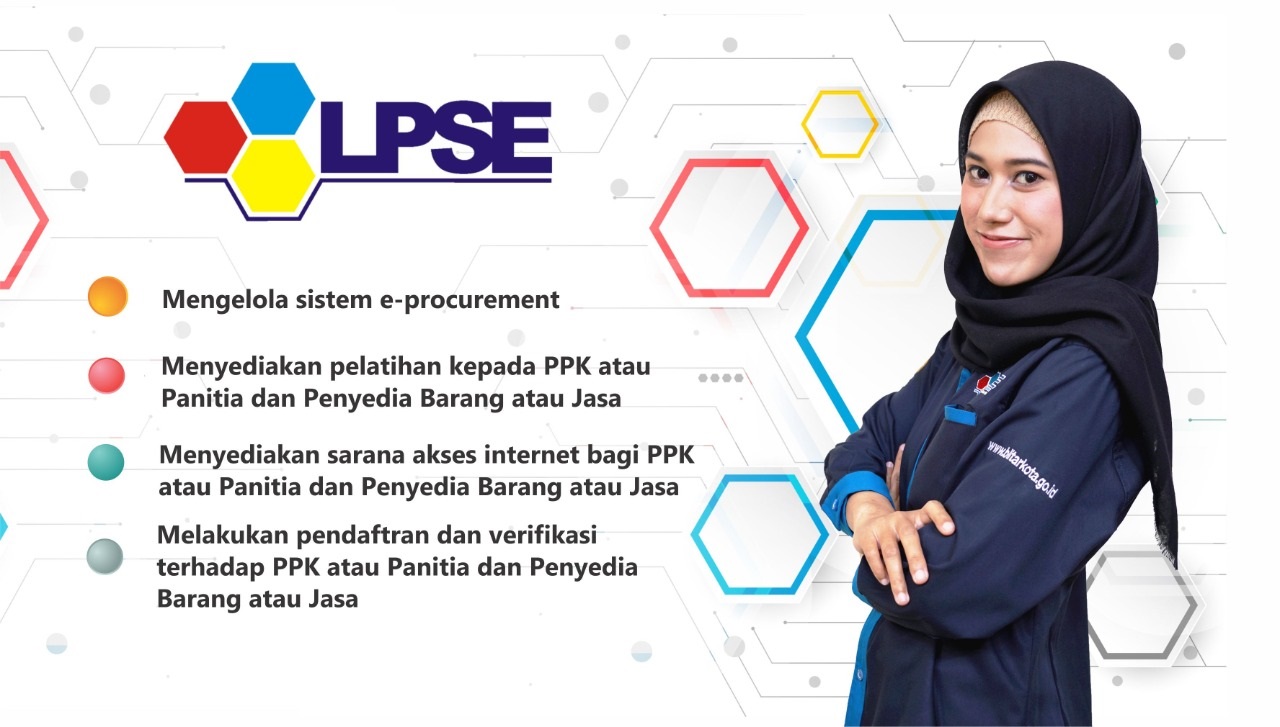 LPSE
Mengelola sistem e-procurement
Menyediakan pelatihan kepada PPK atau
Panitia dan Penyedia Barang atau Jasa
Menyediakan sarana akses internet bagi PPK
atau Panitia dan Penyedia Barang atau Jasa
Melakukan pendaftran dan verifikasi
terhadap PPK atau Panitia dan Penyedia
Barang atau Jasa
www.blitarkota.go.id